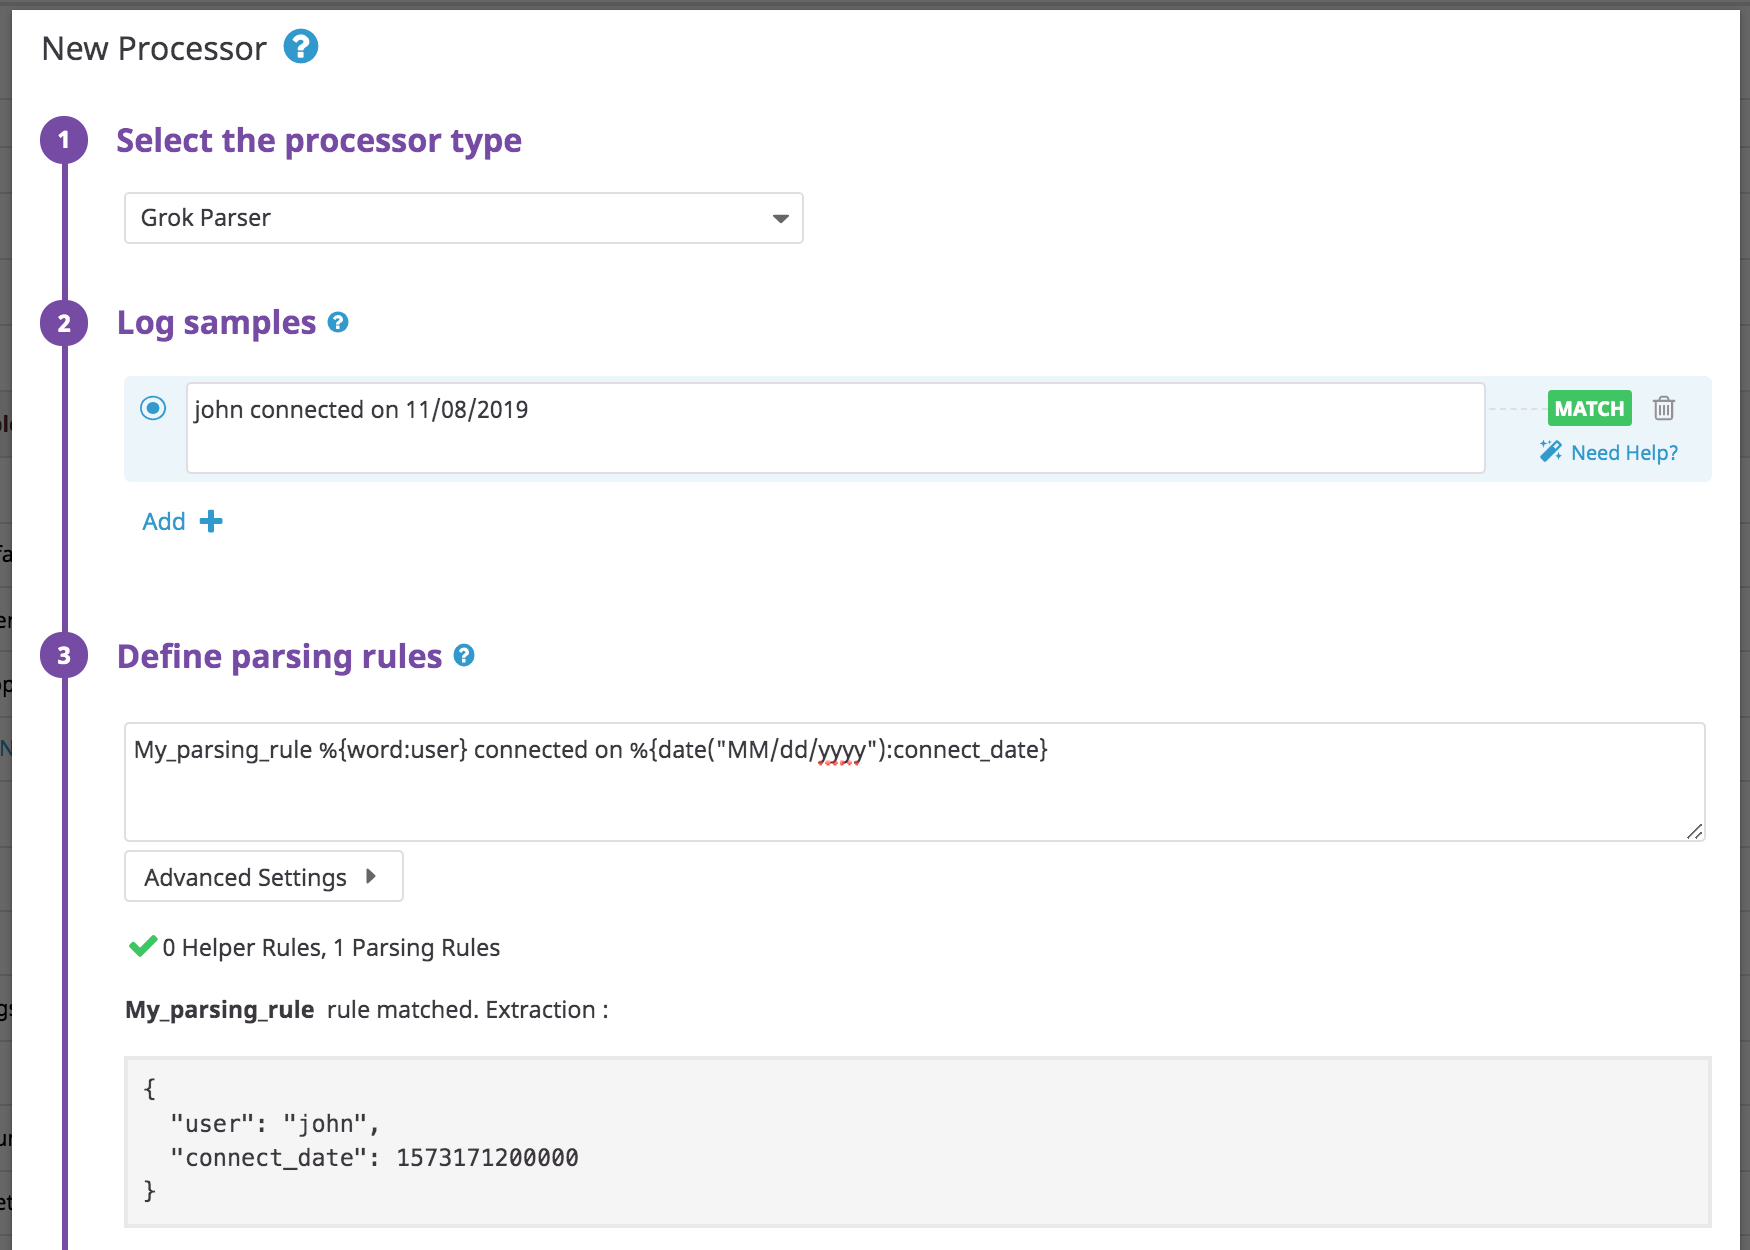 New Processor ?
1 Select the processor type
Grok Parser
2 Log samples ?
john connected on 11/08/2019
MATCH
Need Help?
Add +
3 Define parsing rules ?
My_parsing_rule %{word:user} connected on %{date("MM/dd/yyyy"):connect_date}
Advanced Settings
0 Helper Rules, 1 Parsing Rules
My_parsing_rule rule matched. Extraction :
{
"user": "john",
"connect_date": 1573171200000
}